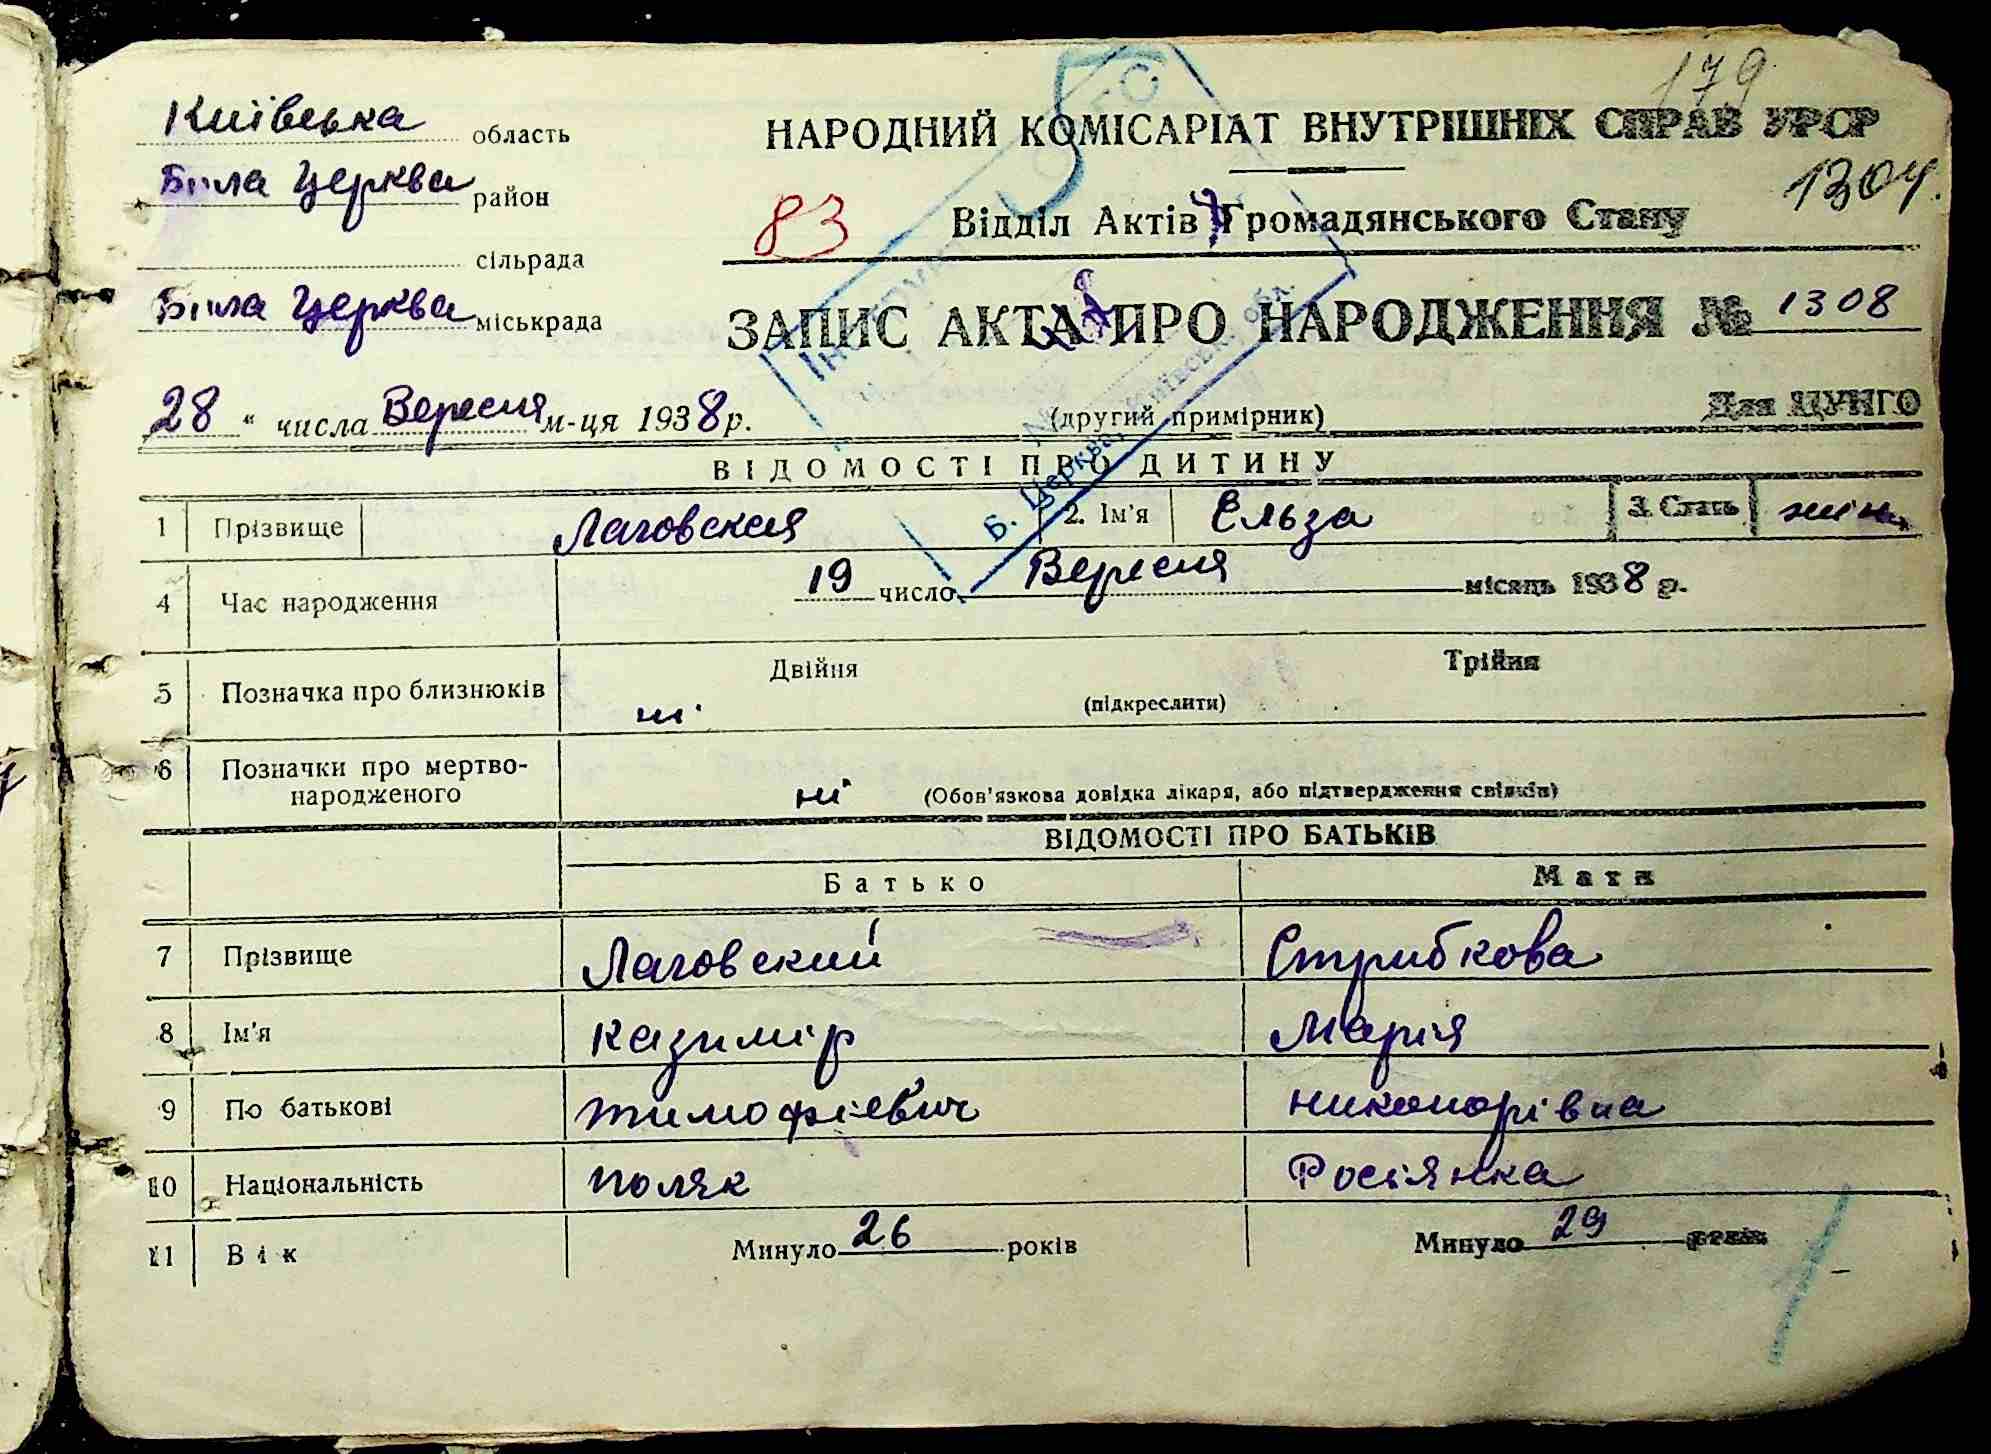 179
Київська область
НАРОДНИЙ КОМІСАРІАТ ВНУТРІШНІХ СПРАВ УРСР
Біла Церква район
1304.
83
Відділ Актів Громадянського Стану
сільрада
Біла Церква міськрада
ЗАПИС АКТА ПРО НАРОДЖЕННЯ № 1308
28 " числа Вересня м-ця 1938 р.
(другий примірник)
Для ЦУНГО
Б. Церква Київськ. обл.
ВІДОМОСТІ ПРО ДИТИНУ
1 Прізвище Лаговская 2. Ім'я Ельза 3. Стать жін.
4 Час народження 19 число Вересня місяць 1938 р.
5 Позначка про близнюків ні Двійня (підкреслити) Трійня
6 Позначки про мертво-
народженого ні (Обов'язкова довідка лікаря, або підтвердження свідків)
ВІДОМОСТІ ПРО БАТЬКІВ
Батько Мати
7 Прізвище Лаговский Стрибкова
8 Ім'я Казимір Марія
9 По батькові Тимофієвич Никонорівна
10 Національність поляк Росіянка
11 Вік Минуло 26 років Минуло 29 років